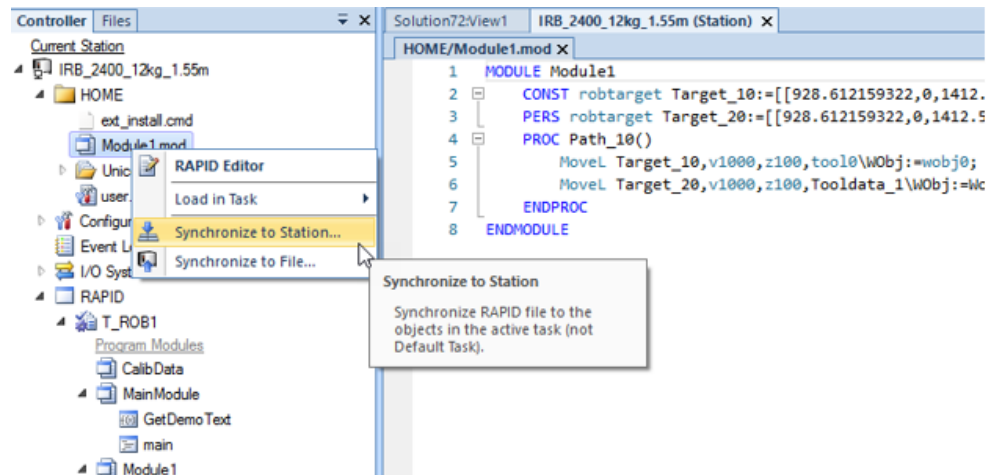 Controller Files
Current Station
IRB_2400_12kg_1.55m
HOME
ext_install.cmd
Module1.mod
Unic
user.
Configur
Event L
I/O Syst
RAPID
T_ROB1
Program Modules
CalibData
MainModule
GetDemoText
main
Module1
RAPID Editor
Load in Task
Synchronize to Station...
Synchronize to File...
Synchronize to Station
Synchronize RAPID file to the
objects in the active task (not
Default Task).
Solution72:View1 IRB_2400_12kg_1.55m (Station)
HOME/Module1.mod
1 MODULE Module1
2 CONST robtarget Target_10:=[[928.612159322,0,1412.5
3 PERS robtarget Target_20:=[[928.612159322,0,1412.5
4 PROC Path_10()
5 MoveL Target_10,v1000,z100,tool0\WObj:=wobj0;
6 MoveL Target_20,v1000,z100,Tooldata_1\WObj:=Wo
7 ENDPROC
8 ENDMODULE